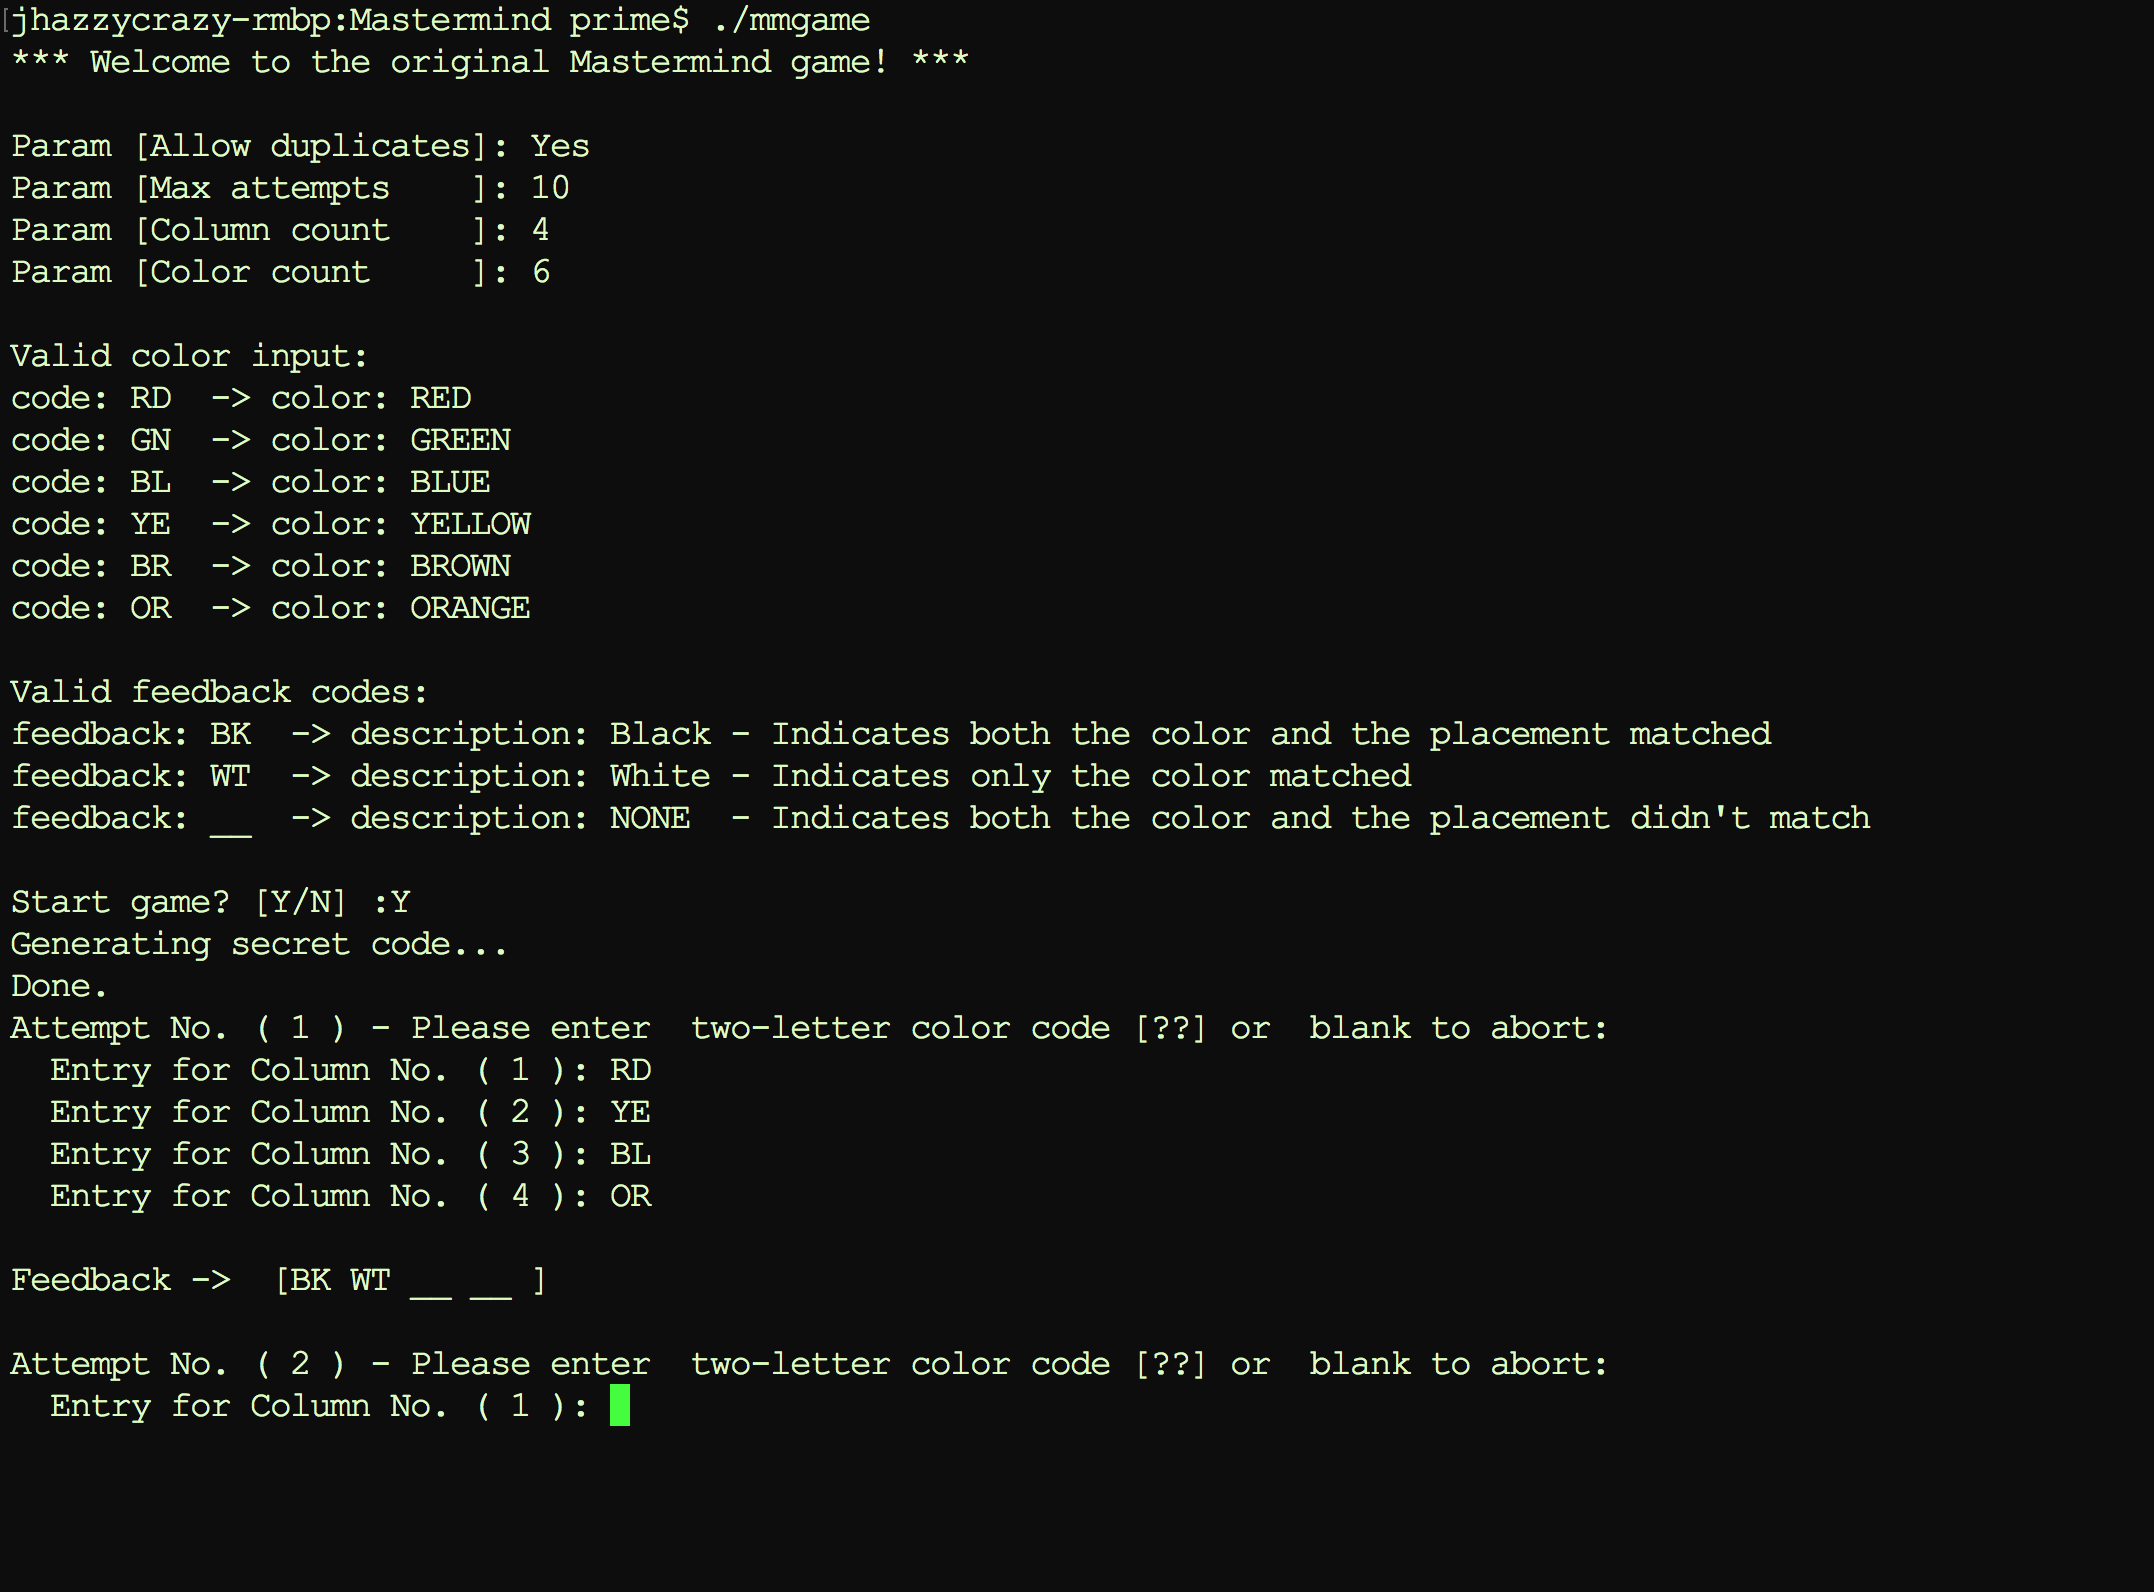 [jhazzycrazy-rmbp:Mastermind prime$ ./mmgame
*** Welcome to the original Mastermind game! ***

Param [Allow duplicates]: Yes
Param [Max attempts    ]: 10
Param [Column count    ]: 4
Param [Color count     ]: 6

Valid color input:
code: RD  -> color: RED
code: GN  -> color: GREEN
code: BL  -> color: BLUE
code: YE  -> color: YELLOW
code: BR  -> color: BROWN
code: OR  -> color: ORANGE

Valid feedback codes:
feedback: BK  -> description: Black - Indicates both the color and the placement matched
feedback: WT  -> description: White - Indicates only the color matched
feedback: __  -> description: NONE  - Indicates both the color and the placement didn't match

Start game? [Y/N] :Y
Generating secret code...
Done.
Attempt No. ( 1 ) - Please enter  two-letter color code [??] or  blank to abort:
  Entry for Column No. ( 1 ): RD
  Entry for Column No. ( 2 ): YE
  Entry for Column No. ( 3 ): BL
  Entry for Column No. ( 4 ): OR

Feedback ->  [BK WT __ __ ]

Attempt No. ( 2 ) - Please enter  two-letter color code [??] or  blank to abort:
  Entry for Column No. ( 1 ):